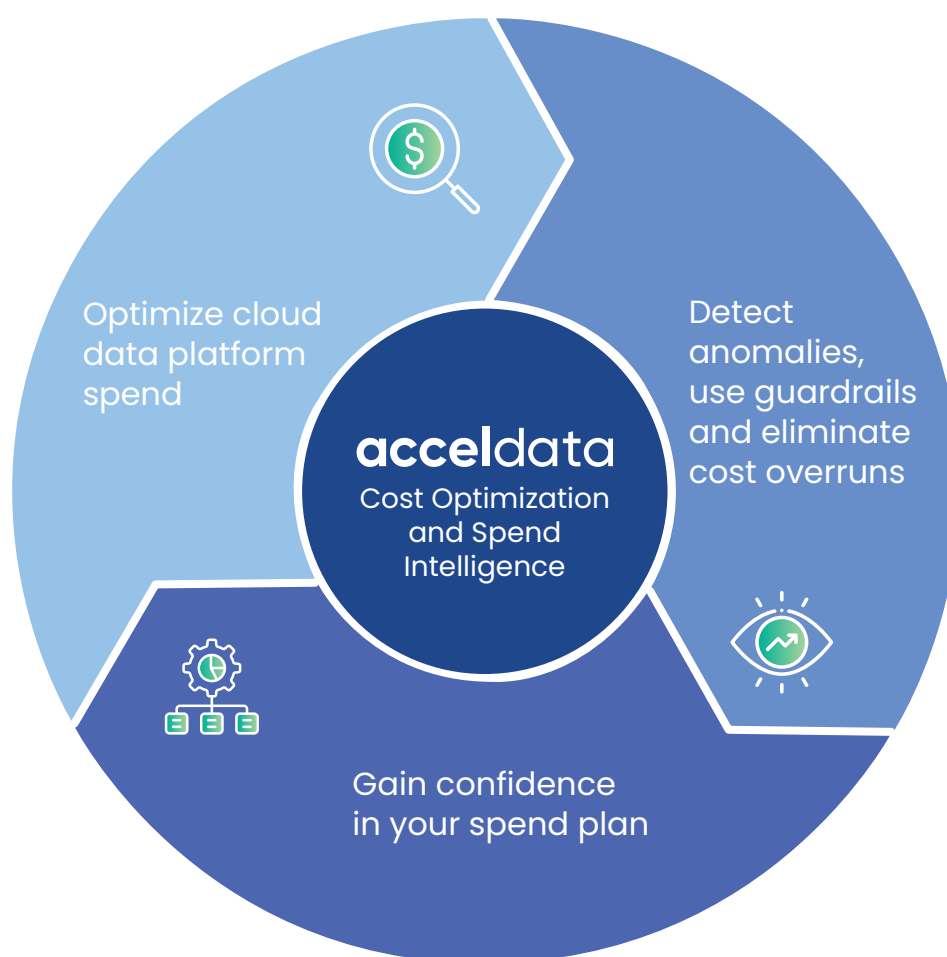 Optimize cloud
data platform
spend
Detect
anomalies,
use guardrails
and eliminate
cost overruns
acceldata
Cost Optimization
and Spend
Intelligence
Gain confidence
in your spend plan
$